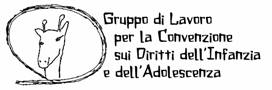 Gruppo di Lavoro
per la Convenzione
sui Diritti dell'Infanzia
e dell'Adolescenza